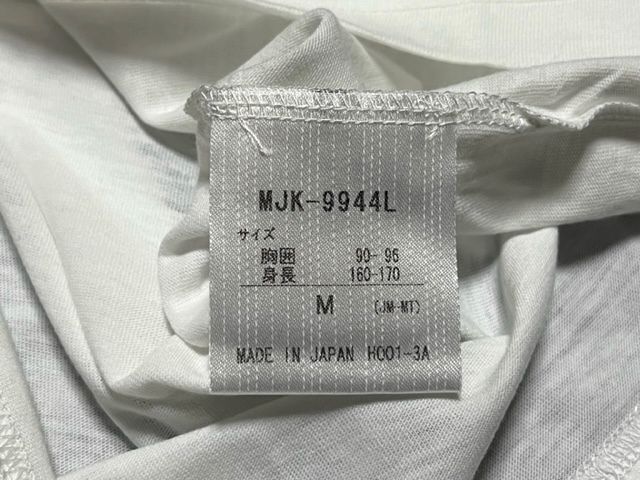 MJK-9944L
サイズ
胸囲 90-96
身長 160-170
M (JM-MT)
MADE IN JAPAN H001-3A